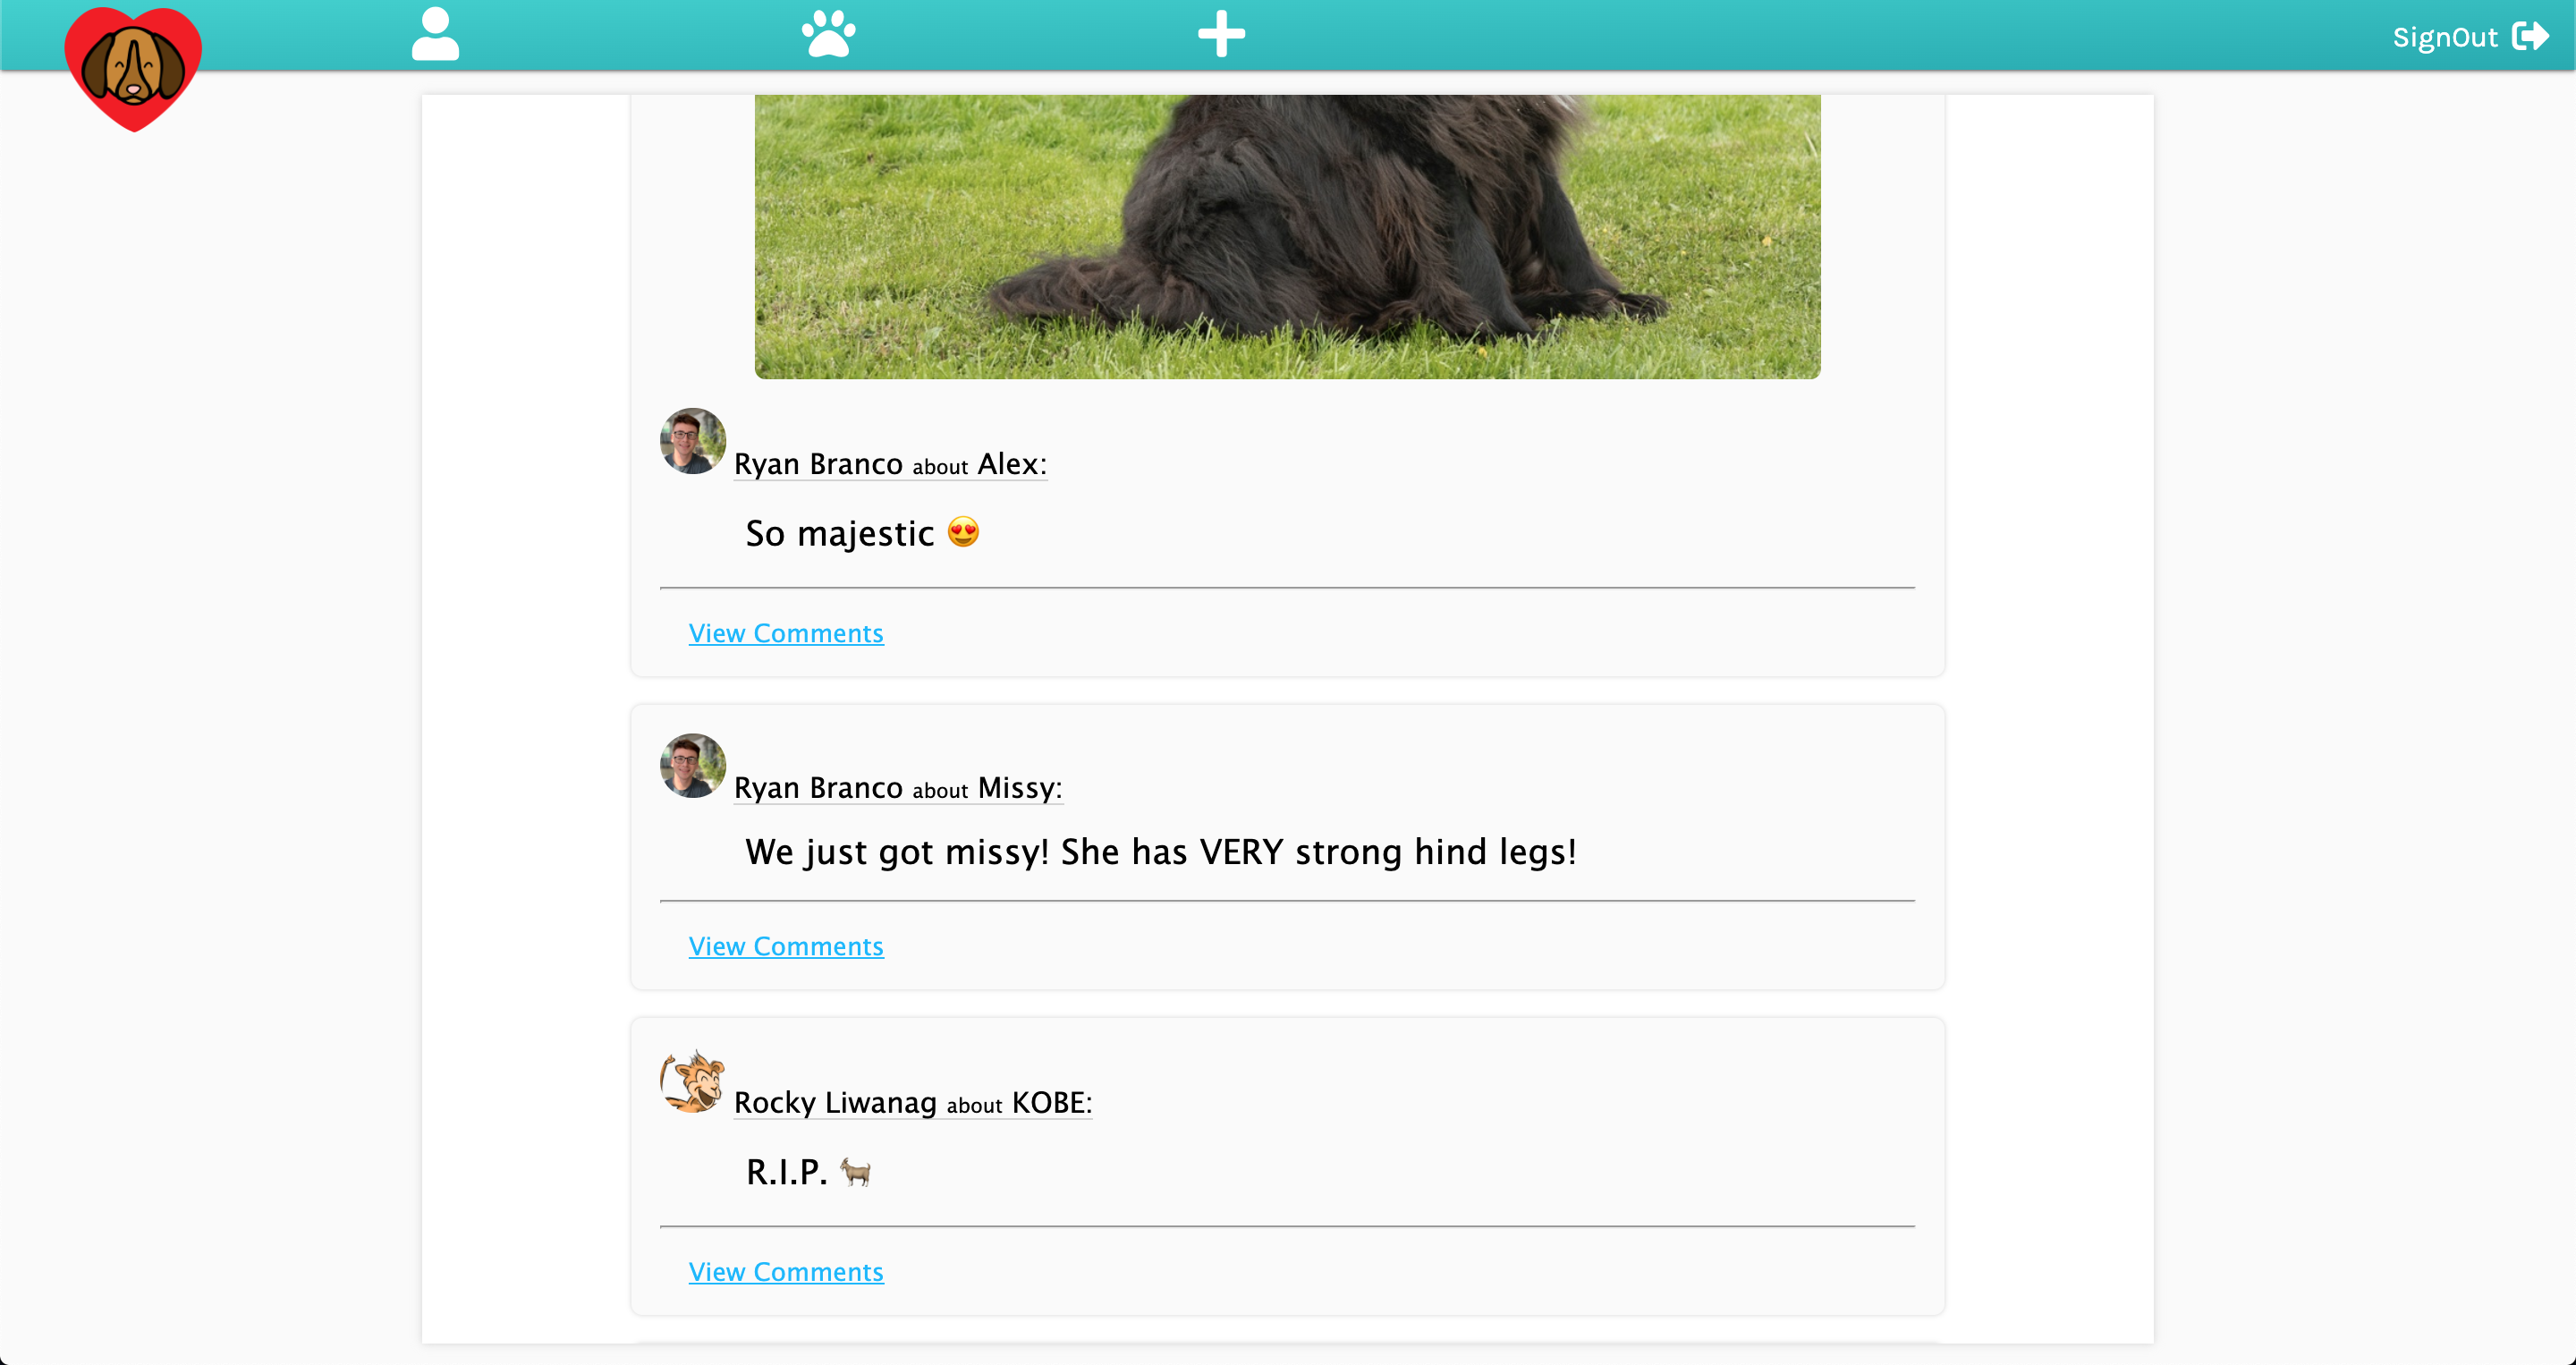 SignOut
Ryan Branco about Alex:
So majestic 😍
View Comments
Ryan Branco about Missy:
We just got missy! She has VERY strong hind legs!
View Comments
Rocky Liwanag about KOBE:
R.I.P. 🐐
View Comments